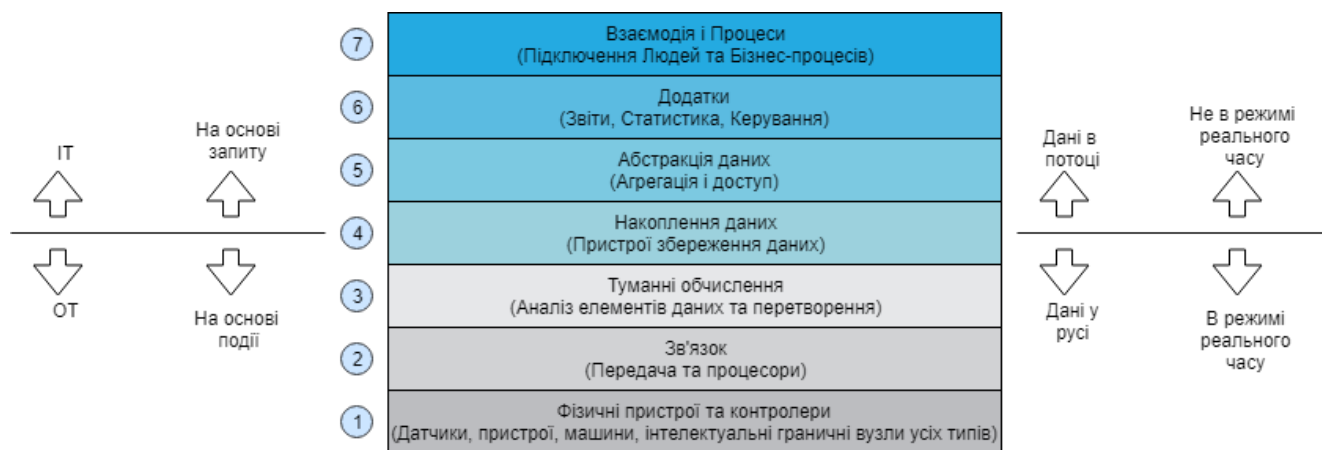 7
Взаємодія і Процеси
(Підключення Людей та Бізнес-процесів)
6
Додатки
(Звіти, Статистика, Керування)
5
Абстракція даних
(Агрегація і доступ)
4
Накоплення даних
(Пристрої збереження даних)
3
Туманні обчислення
(Аналіз елементів даних та перетворення)
2
Зв'язок
(Передача та процесори)
1
Фізичні пристрої та контролери
(Датчики, пристрої, машини, інтелектуальні граничні вузли усіх типів)
IT
На основі
запиту
OT
На основі
події
Дані в
потоці
Не в режимі
реального
часу
Дані у
русі
В режимі
реального
часу